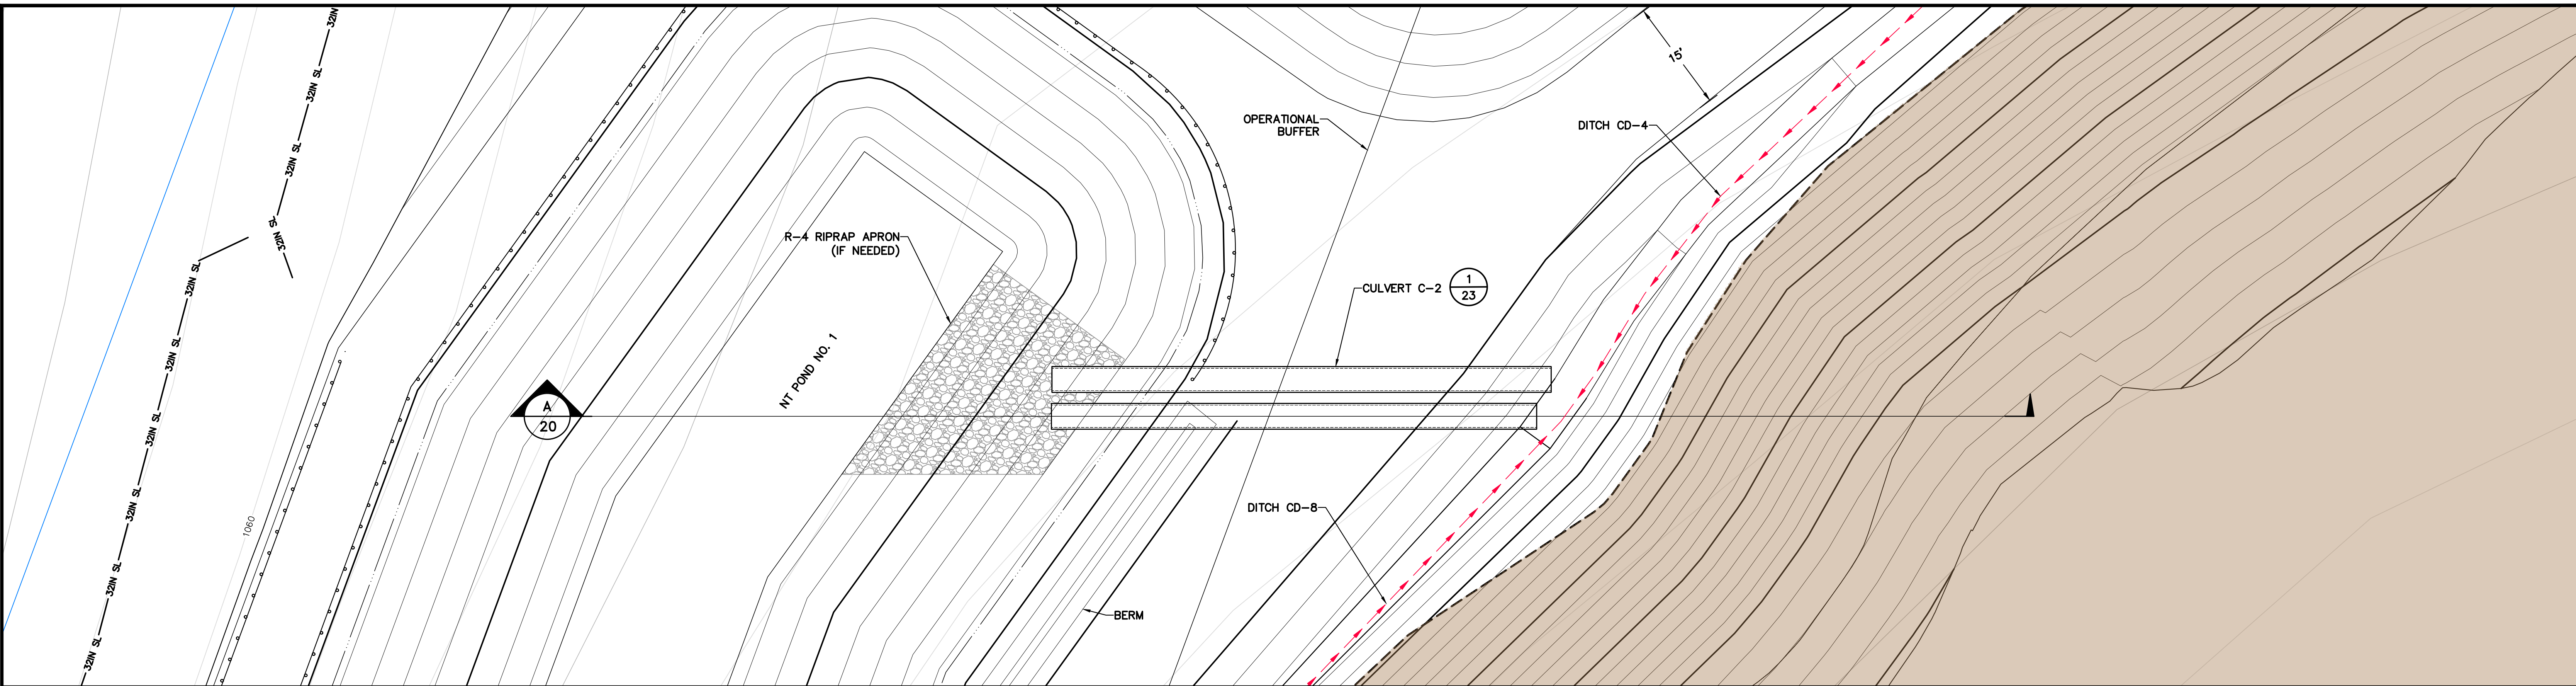 32IN SL
32IN SL
32IN SL
32IN SL
32IN SL
32IN SL
32IN SL
32IN SL
32IN SL
32IN SL
32IN SL
32IN SL
1060
15'
OPERATIONAL
BUFFER
DITCH CD-4
R-4 RIPRAP APRON
(IF NEEDED)
CULVERT C-2
1
23
NT POND NO. 1
A
20
DITCH CD-8
BERM